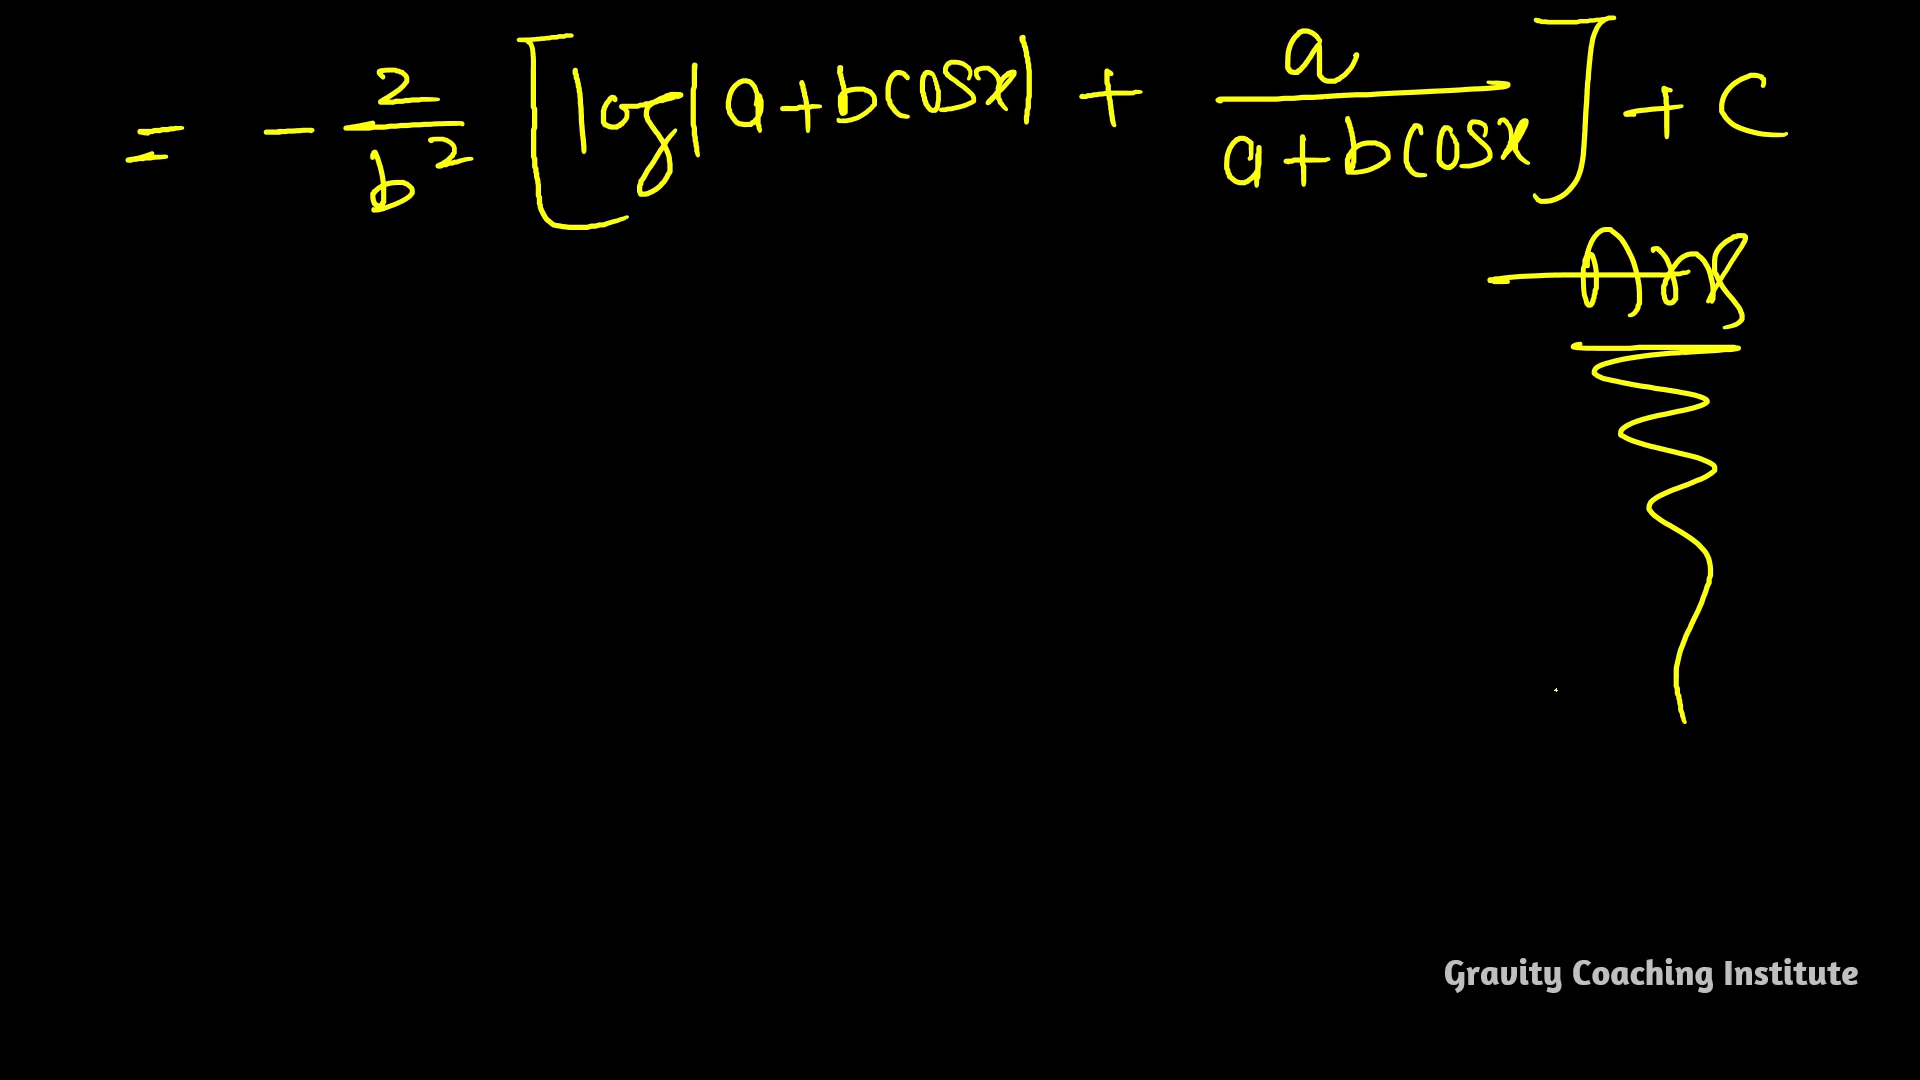 = - 2/b² [log|a+bcosx| + a/(a+bcosx)] + C
Ans
Gravity Coaching Institute